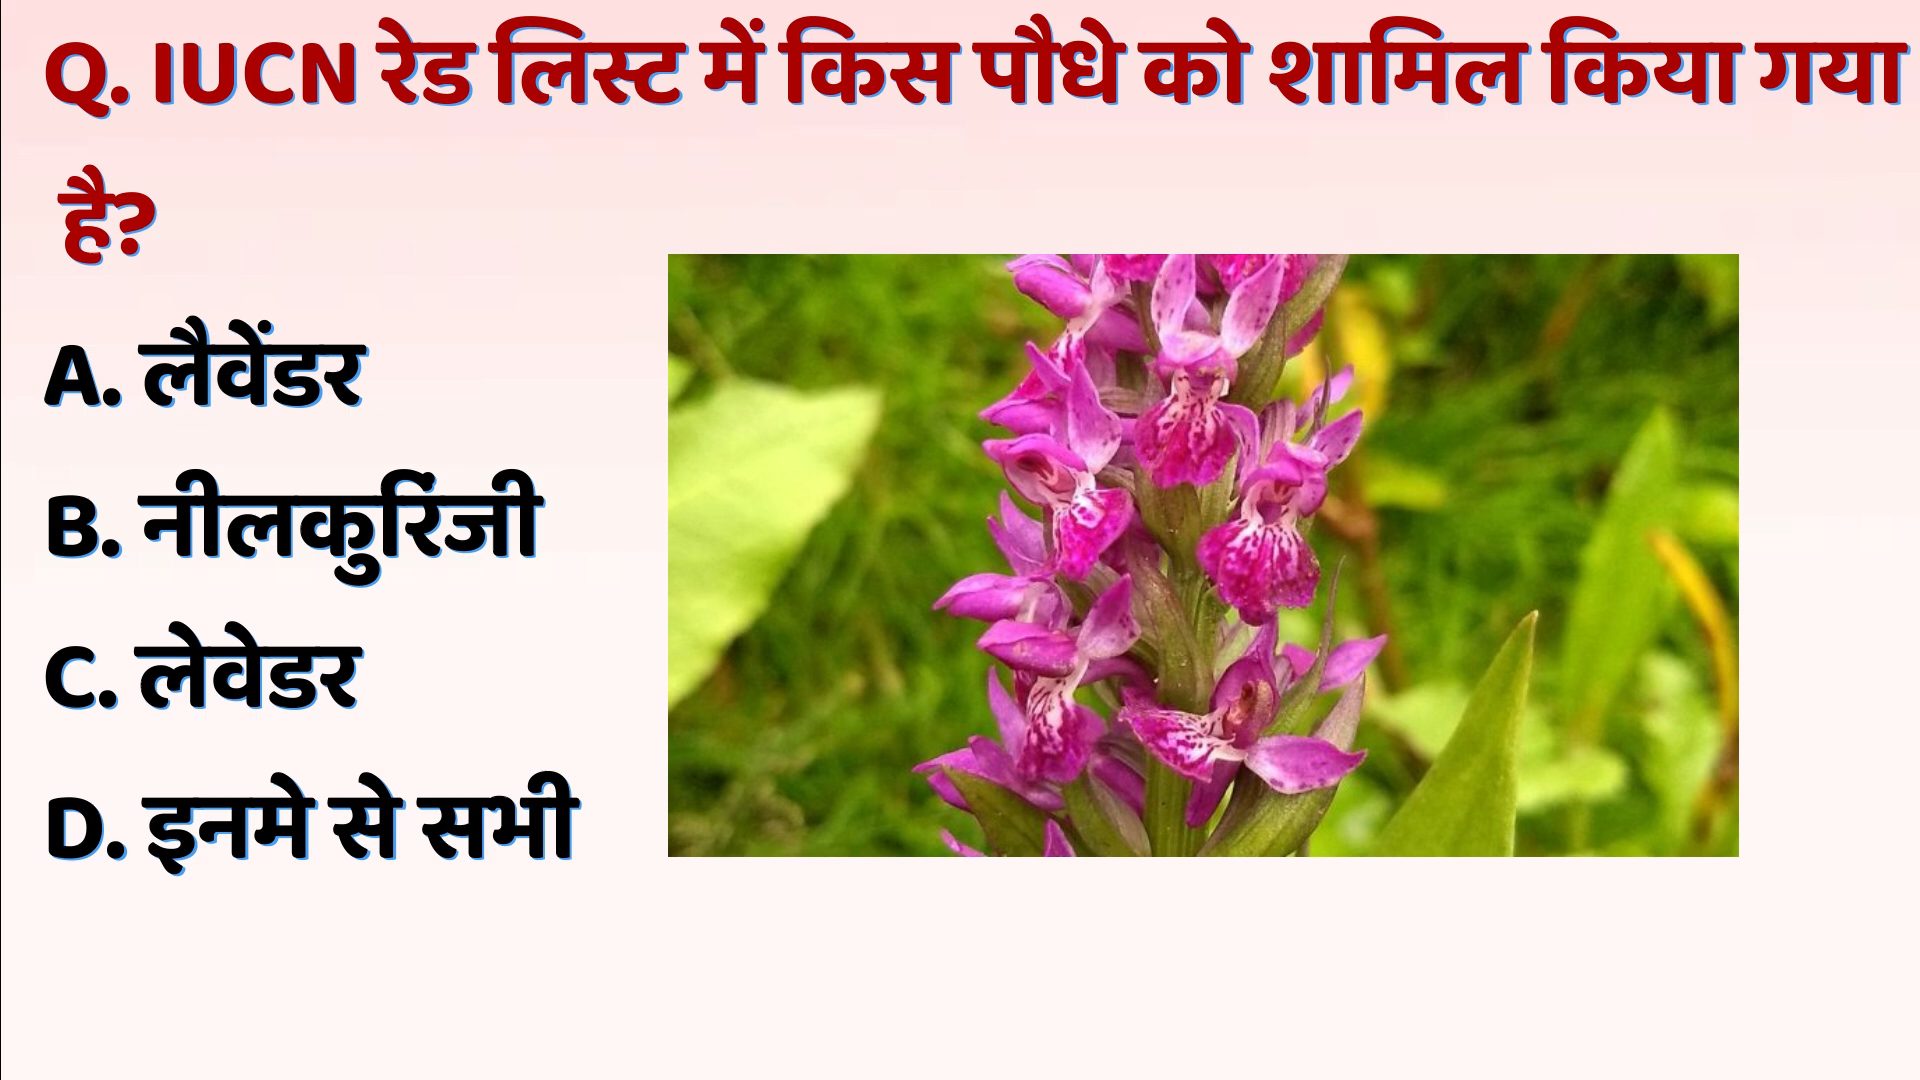 Q. IUCN रेड लिस्ट में किस पौधे को शामिल किया गया
है?
A. लैवेंडर
B. नीलकुरिंजी
C. लेवेडर
D. इनमे से सभी